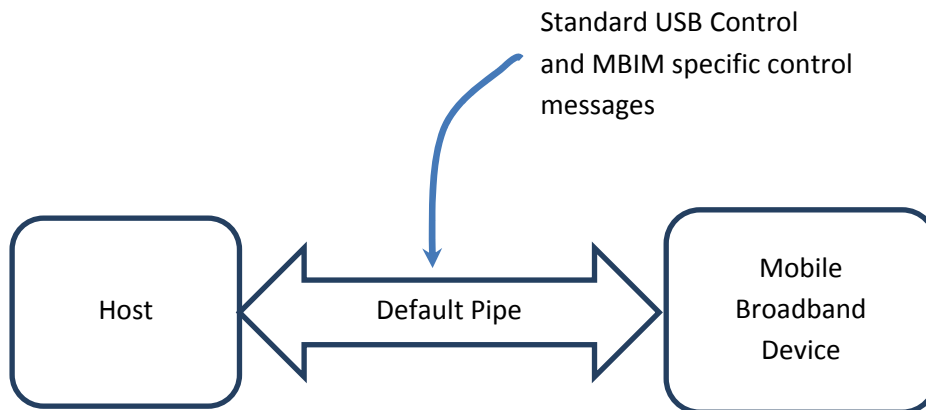 Standard USB Control
and MBIM specific control
messages
Host
Default Pipe
Mobile
Broadband
Device